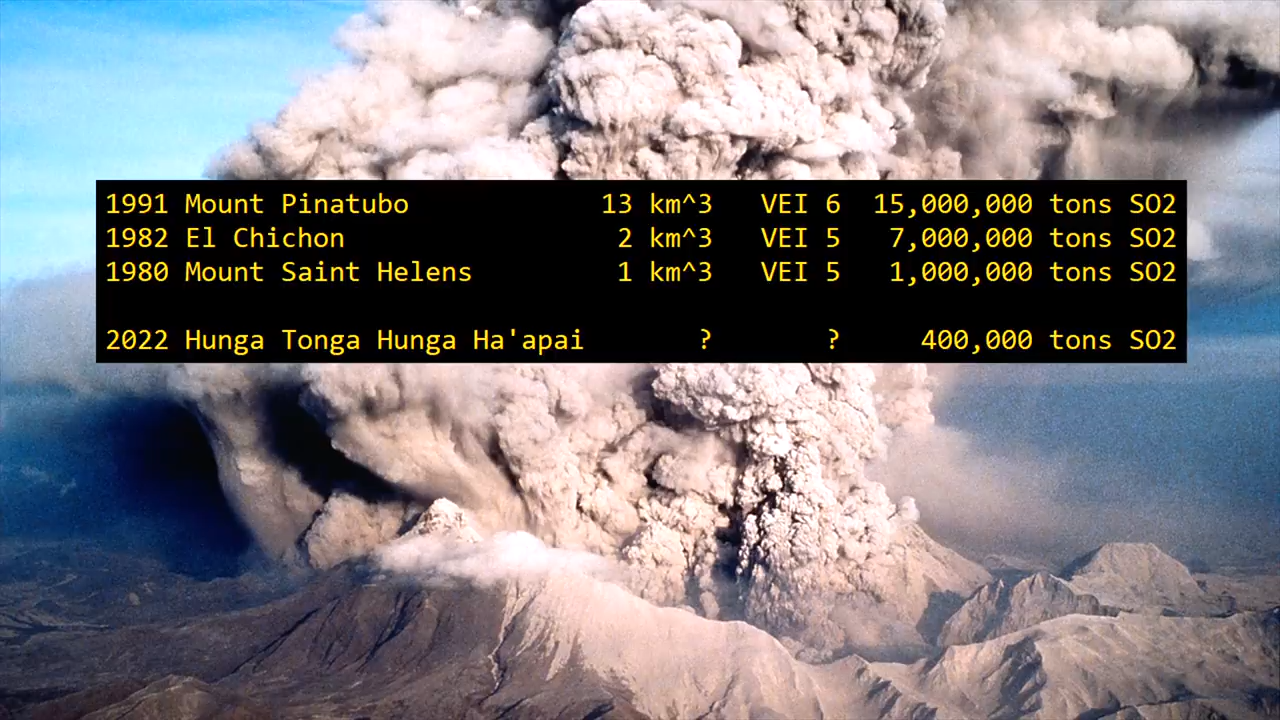 1991 Mount Pinatubo 13 km^3 VEI 6 15,000,000 tons SO2
1982 El Chichon 2 km^3 VEI 5 7,000,000 tons SO2
1980 Mount Saint Helens 1 km^3 VEI 5 1,000,000 tons SO2
2022 Hunga Tonga Hunga Ha'apai ? ? 400,000 tons SO2